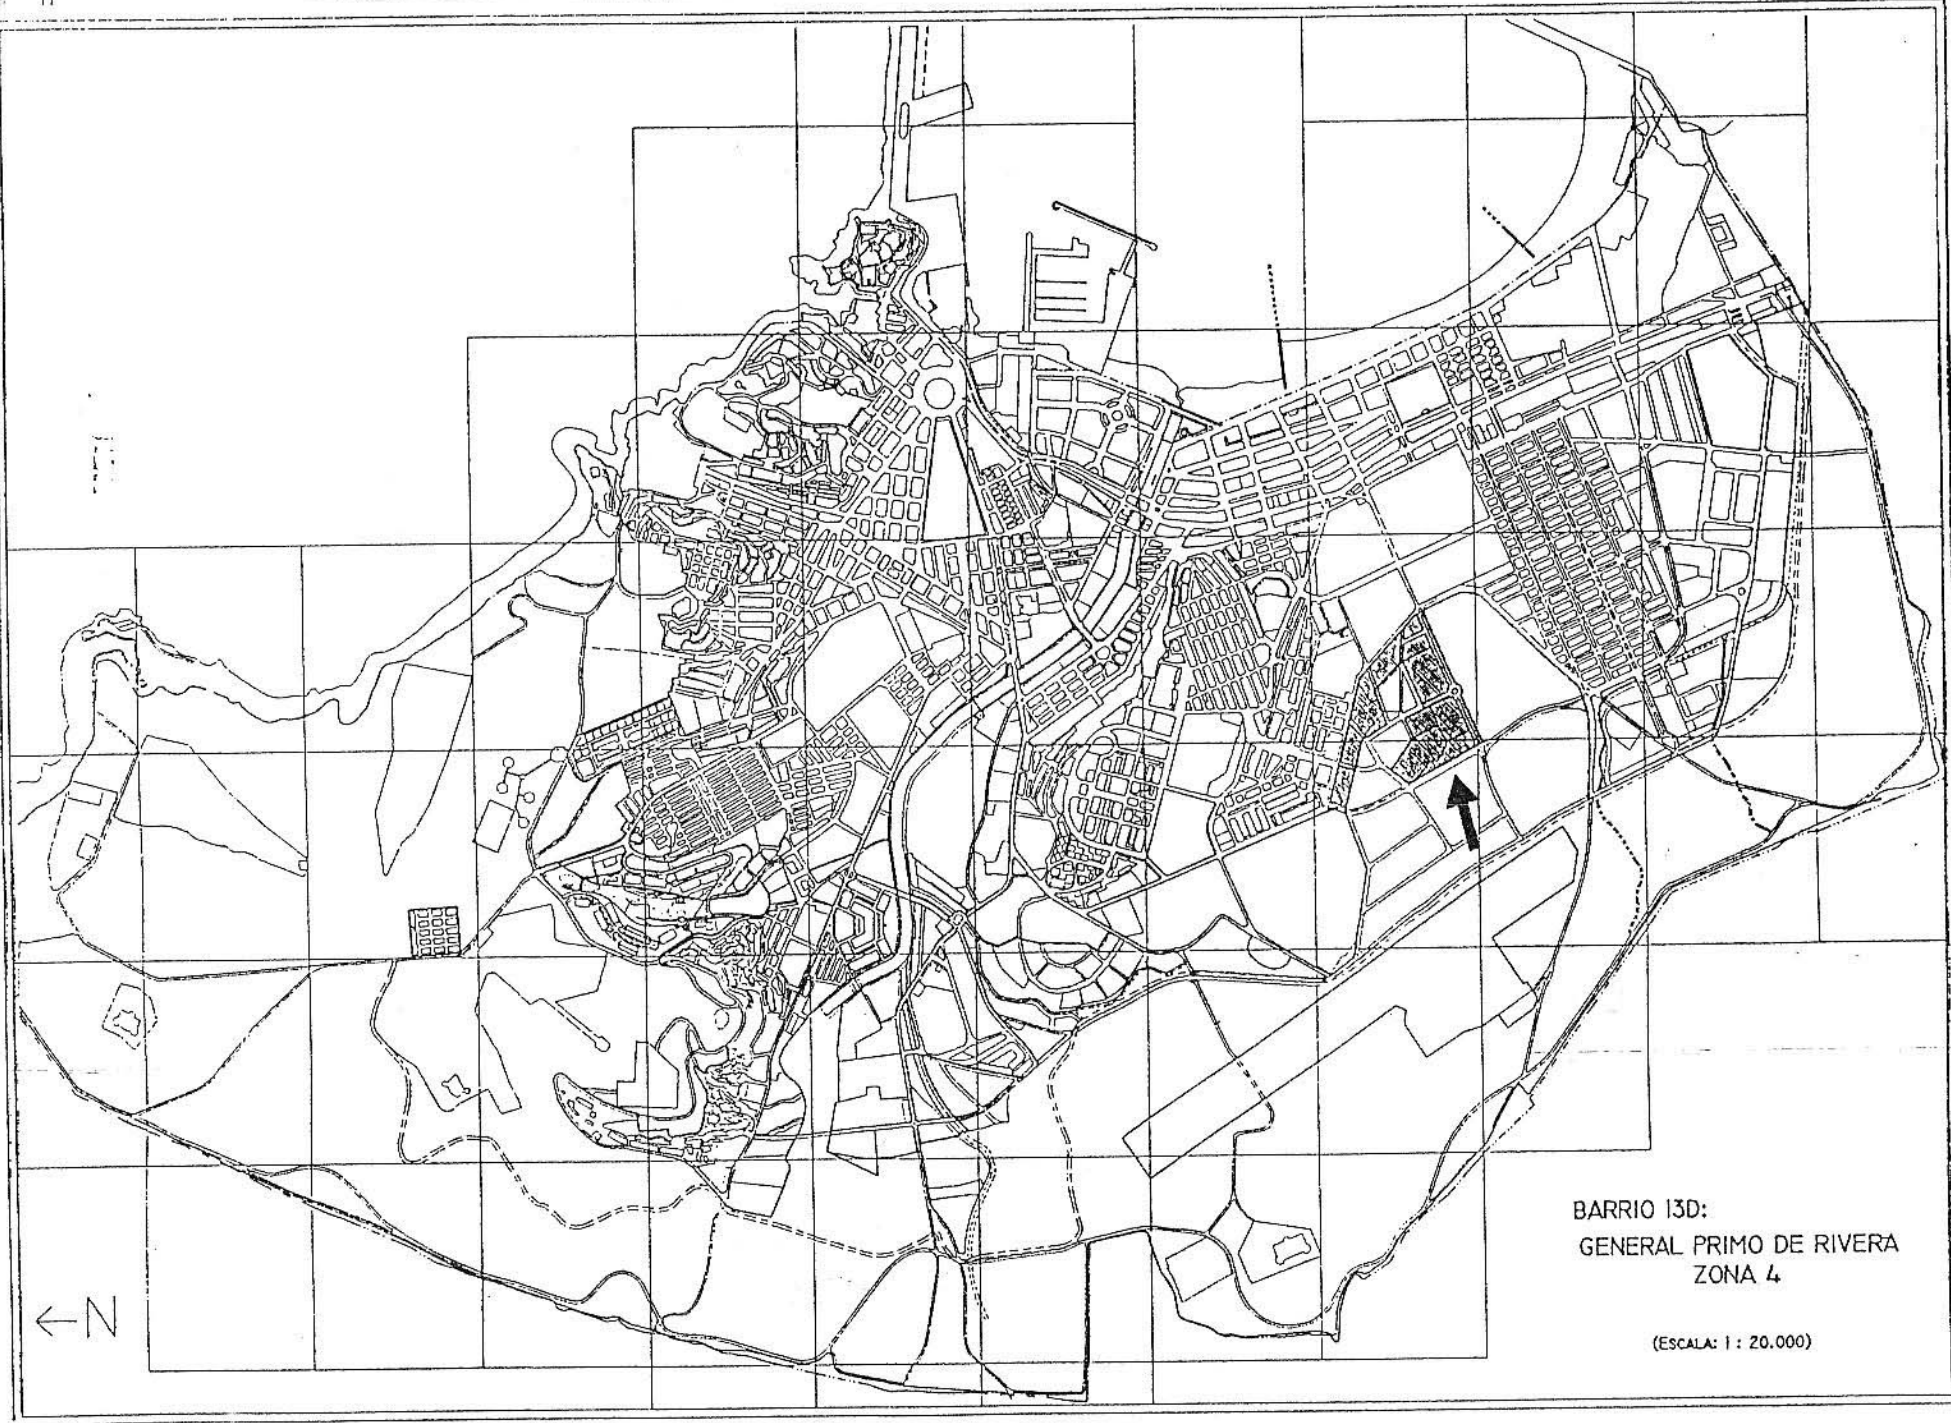 BARRIO 13D:
GENERAL PRIMO DE RIVERA
ZONA 4
(ESCALA: 1 : 20.000)
←N